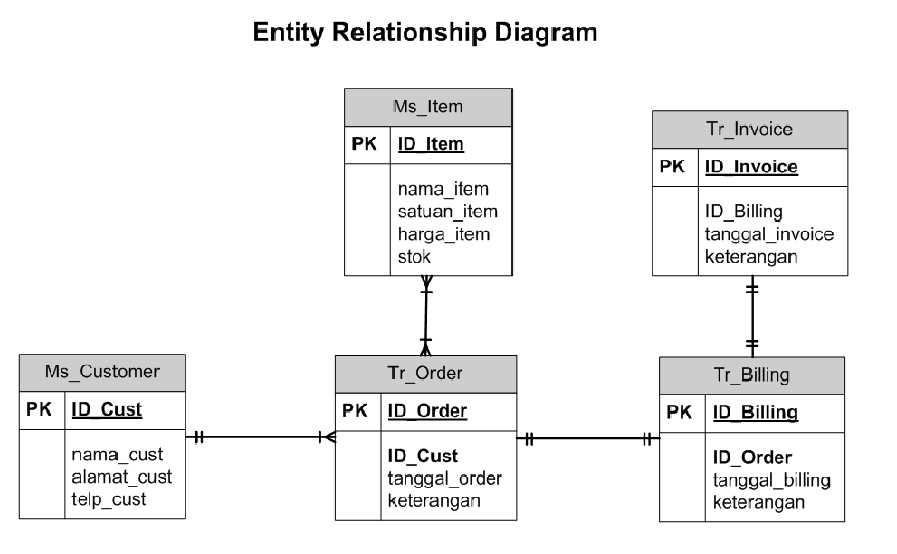 Entity Relationship Diagram
Ms_Item
PK ID_Item
nama_item
satuan_item
harga_item
stok
Tr_Invoice
PK ID_Invoice
ID_Billing
tanggal_invoice
keterangan
Ms_Customer
PK ID_Cust
nama_cust
alamat_cust
telp_cust
Tr_Order
PK ID_Order
ID_Cust
tanggal_order
keterangan
Tr_Billing
PK ID_Billing
ID_Order
tanggal_billing
keterangan